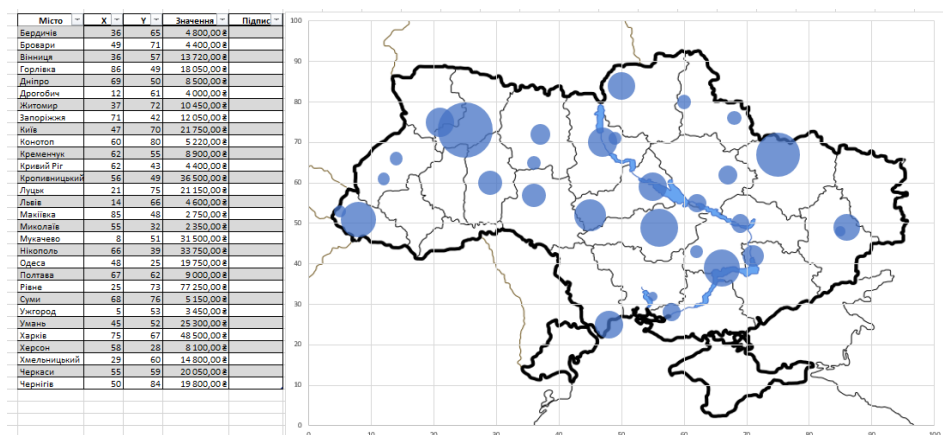 Місто X Y Значення Підпис
Бердичів 36 65 4 800,00 ₴
Бровари 49 71 4 400,00 ₴
Вінниця 36 57 13 720,00 ₴
Горлівка 86 49 18 050,00 ₴
Дніпро 69 50 8 500,00 ₴
Дрогобич 12 61 4 000,00 ₴
Житомир 37 72 10 450,00 ₴
Запоріжжя 71 42 12 050,00 ₴
Київ 47 70 21 750,00 ₴
Конотоп 60 80 5 220,00 ₴
Кременчук 62 55 8 900,00 ₴
Кривий Ріг 62 43 4 400,00 ₴
Кропивницький 56 49 36 500,00 ₴
Луцьк 21 75 21 150,00 ₴
Львів 14 66 4 600,00 ₴
Макіївка 85 48 2 750,00 ₴
Миколаїв 55 32 2 350,00 ₴
Мукачево 8 51 31 500,00 ₴
Нікополь 66 39 33 750,00 ₴
Одеса 48 25 19 750,00 ₴
Полтава 67 62 9 000,00 ₴
Рівне 25 73 77 250,00 ₴
Суми 68 76 5 150,00 ₴
Ужгород 5 53 3 450,00 ₴
Умань 45 52 25 300,00 ₴
Харків 75 67 48 500,00 ₴
Херсон 58 28 8 100,00 ₴
Хмельницький 29 60 14 800,00 ₴
Черкаси 55 59 20 050,00 ₴
Чернігів 50 84 19 800,00 ₴
100
90
80
70
60
50
40
30
20
10
0
0 10 20 30 40 50 60 70 80 90 100